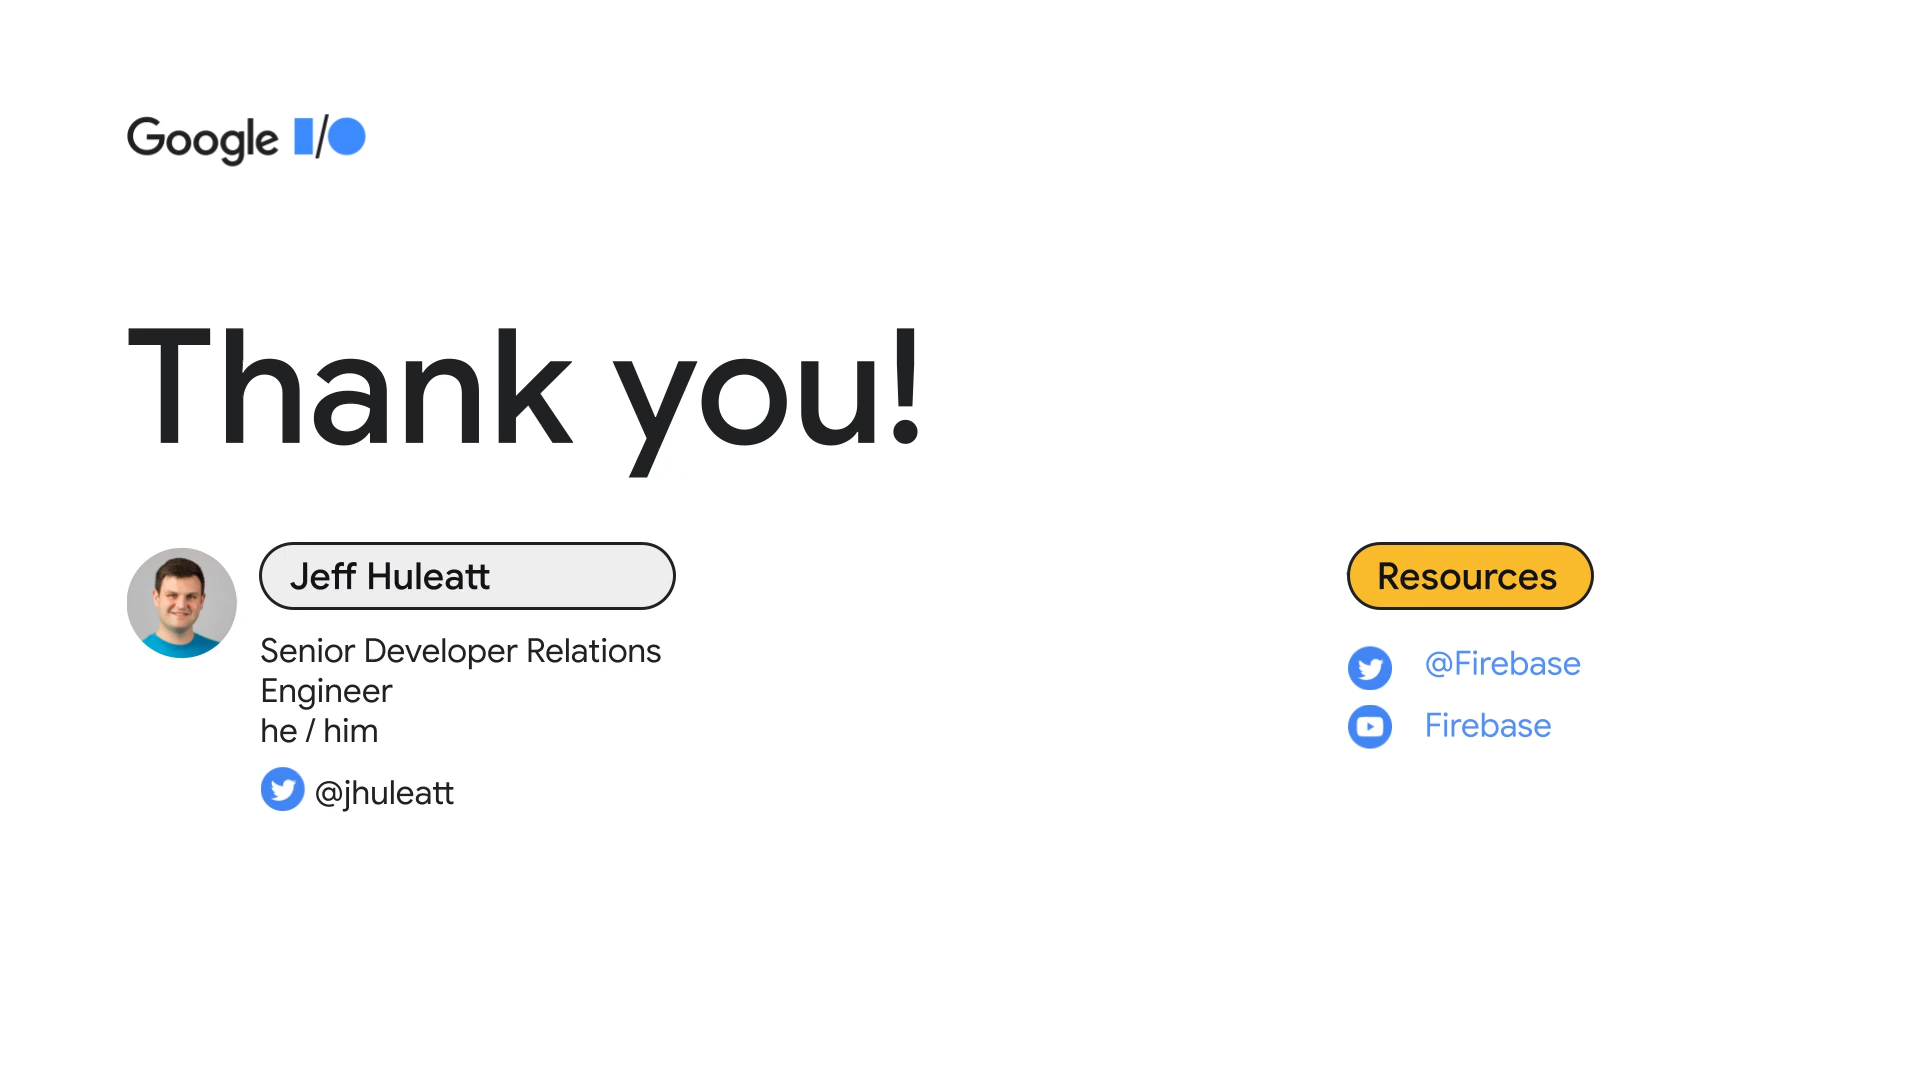 Google I/O
Thank you!
Jeff Huleatt
Senior Developer Relations
Engineer
he / him
@jhuleatt
Resources
@Firebase
Firebase